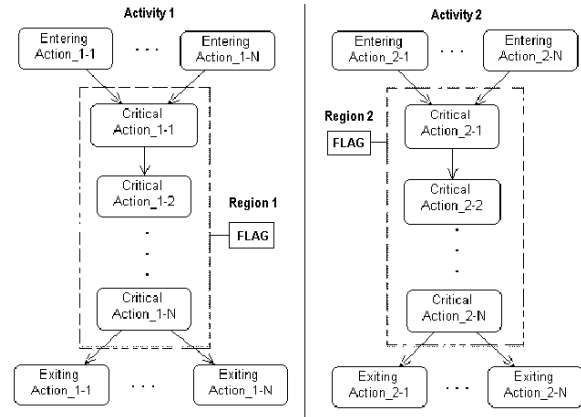 Activity 1
Entering
Action_1-1
. . .
Entering
Action_1-N
Critical
Action_1-1
Critical
Action_1-2
Region 1
FLAG
Critical
Action_1-N
Exiting
Action_1-1
. . .
Exiting
Action_1-N
Activity 2
Entering
Action_2-1
. . .
Entering
Action_2-N
Region 2
FLAG
Critical
Action_2-1
Critical
Action_2-2
Critical
Action_2-N
Exiting
Action_2-1
. . .
Exiting
Action_2-N